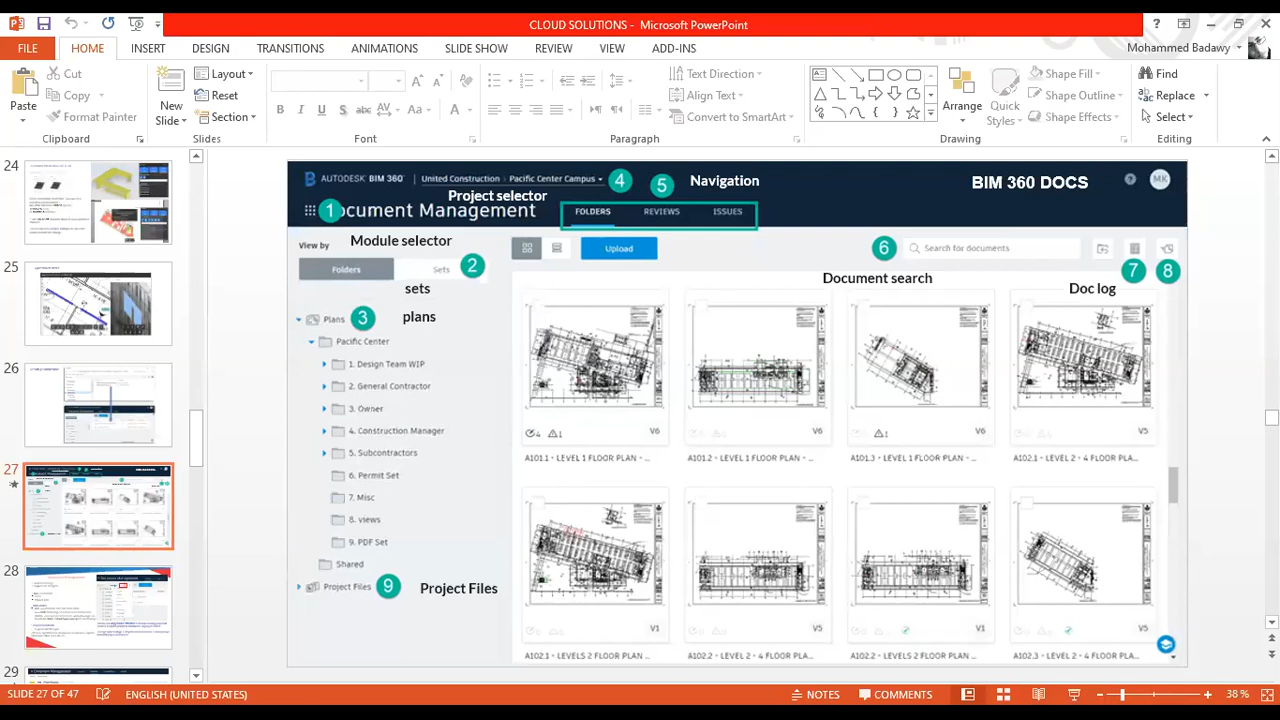 CLOUD SOLUTIONS - Microsoft PowerPoint
FILE
HOME
INSERT
DESIGN
TRANSITIONS
ANIMATIONS
SLIDE SHOW
REVIEW
VIEW
ADD-INS
Mohammed Badawy
Paste
Cut
Copy
Format Painter
Clipboard
New Slide
Layout
Reset
Section
Slides
B I U S abc AV Aa A
Font
Text Direction
Align Text
Convert to SmartArt
Paragraph
Arrange
Quick Styles
Shape Fill
Shape Outline
Shape Effects
Drawing
Find
Replace
Select
Editing
24
25
26
27
28
29
AUTODESK BIM 360 United Construction › Pacific Center Campus 4
5 Navigation
BIM 360 DOCS
MK
Project selector
1 Document Management
FOLDERS REVIEWS ISSUES
View by
Module selector
Upload
6 Search for documents
Folders Sets 2
Document search
7 8
sets
Doc log
plans
Plans 3
Pacific Center
1. Design Team WIP
2. General Contractor
3. Owner
4. Construction Manager
5. Subcontractors
6. Permit Set
7. Misc
8. views
9. PDF Set
Shared
Project Files 9 Project Files
4 1 V6
V6
1 V6
V5
A101.1 - LEVEL 1 FLOOR PLAN - ...
A101.2 - LEVEL 1 FLOOR PLAN - ...
A101.3 - LEVEL 1 FLOOR PLAN - ...
A102.1 - LEVEL 2 - 4 FLOOR PLA...
V1
V6
V1
V5
A102.1 - LEVELS 2 FLOOR PLAN ...
A102.2 - LEVEL 2 - 4 FLOOR PLA...
A102.2 - LEVELS 2 FLOOR PLAN ...
A102.3 - LEVEL 2 - 4 FLOOR PLA...
SLIDE 27 OF 47
ENGLISH (UNITED STATES)
NOTES
COMMENTS
38 %